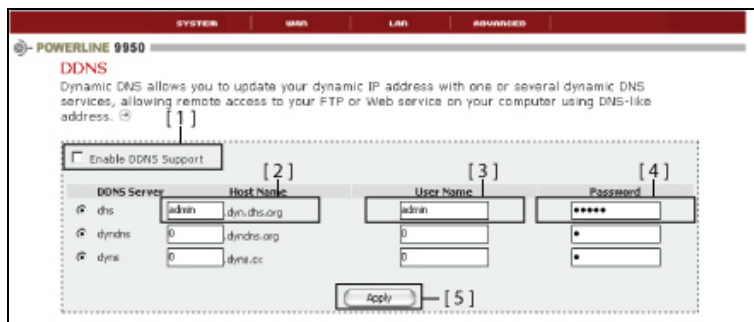 SYSTEM WAN LAN ADVANCED
POWERLINE 9950
DDNS
Dynamic DNS allows you to update your dynamic IP address with one or several dynamic DNS
services, allowing remote access to your FTP or Web service on your computer using DNS-like
address.
[ 1 ]
Enable DDNS Support
[ 2 ] [ 3 ] [ 4 ]
DDNS Server Host Name User Name Password
dhs admin .dyn.dhs.org admin •••••
dyndns 0 .dyndns.org 0 •
dyns 0 .dyns.cx 0 •
Apply [ 5 ]